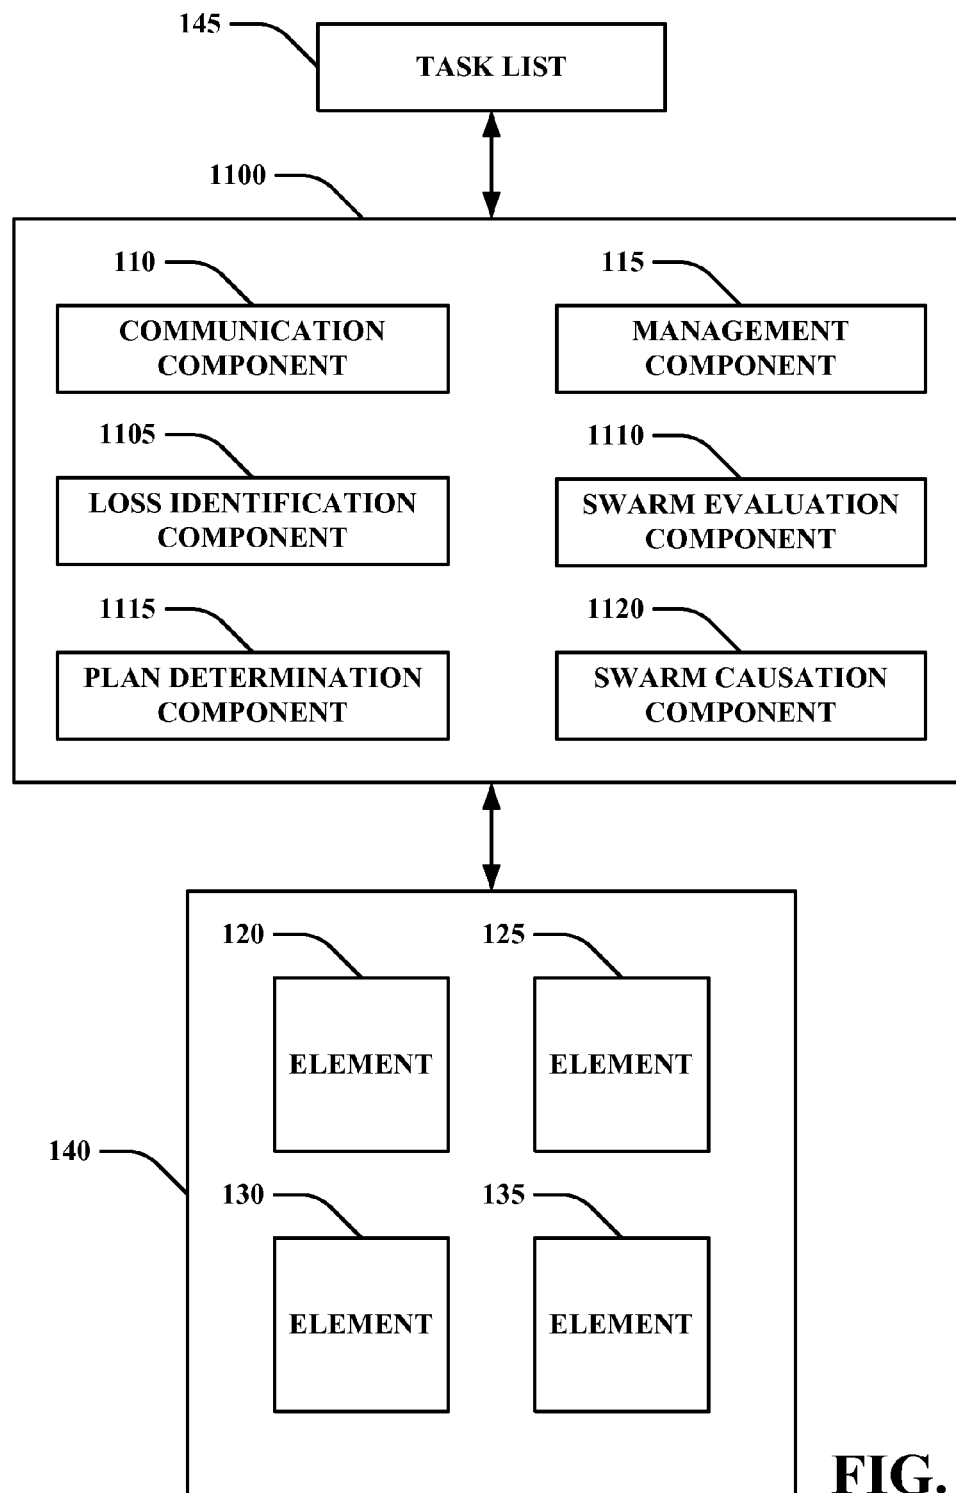 145
TASK LIST
1100
110
COMMUNICATION
COMPONENT
115
MANAGEMENT
COMPONENT
1105
LOSS IDENTIFICATION
COMPONENT
1110
SWARM EVALUATION
COMPONENT
1115
PLAN DETERMINATION
COMPONENT
1120
SWARM CAUSATION
COMPONENT
120
ELEMENT
125
ELEMENT
140
130
ELEMENT
135
ELEMENT
FIG.